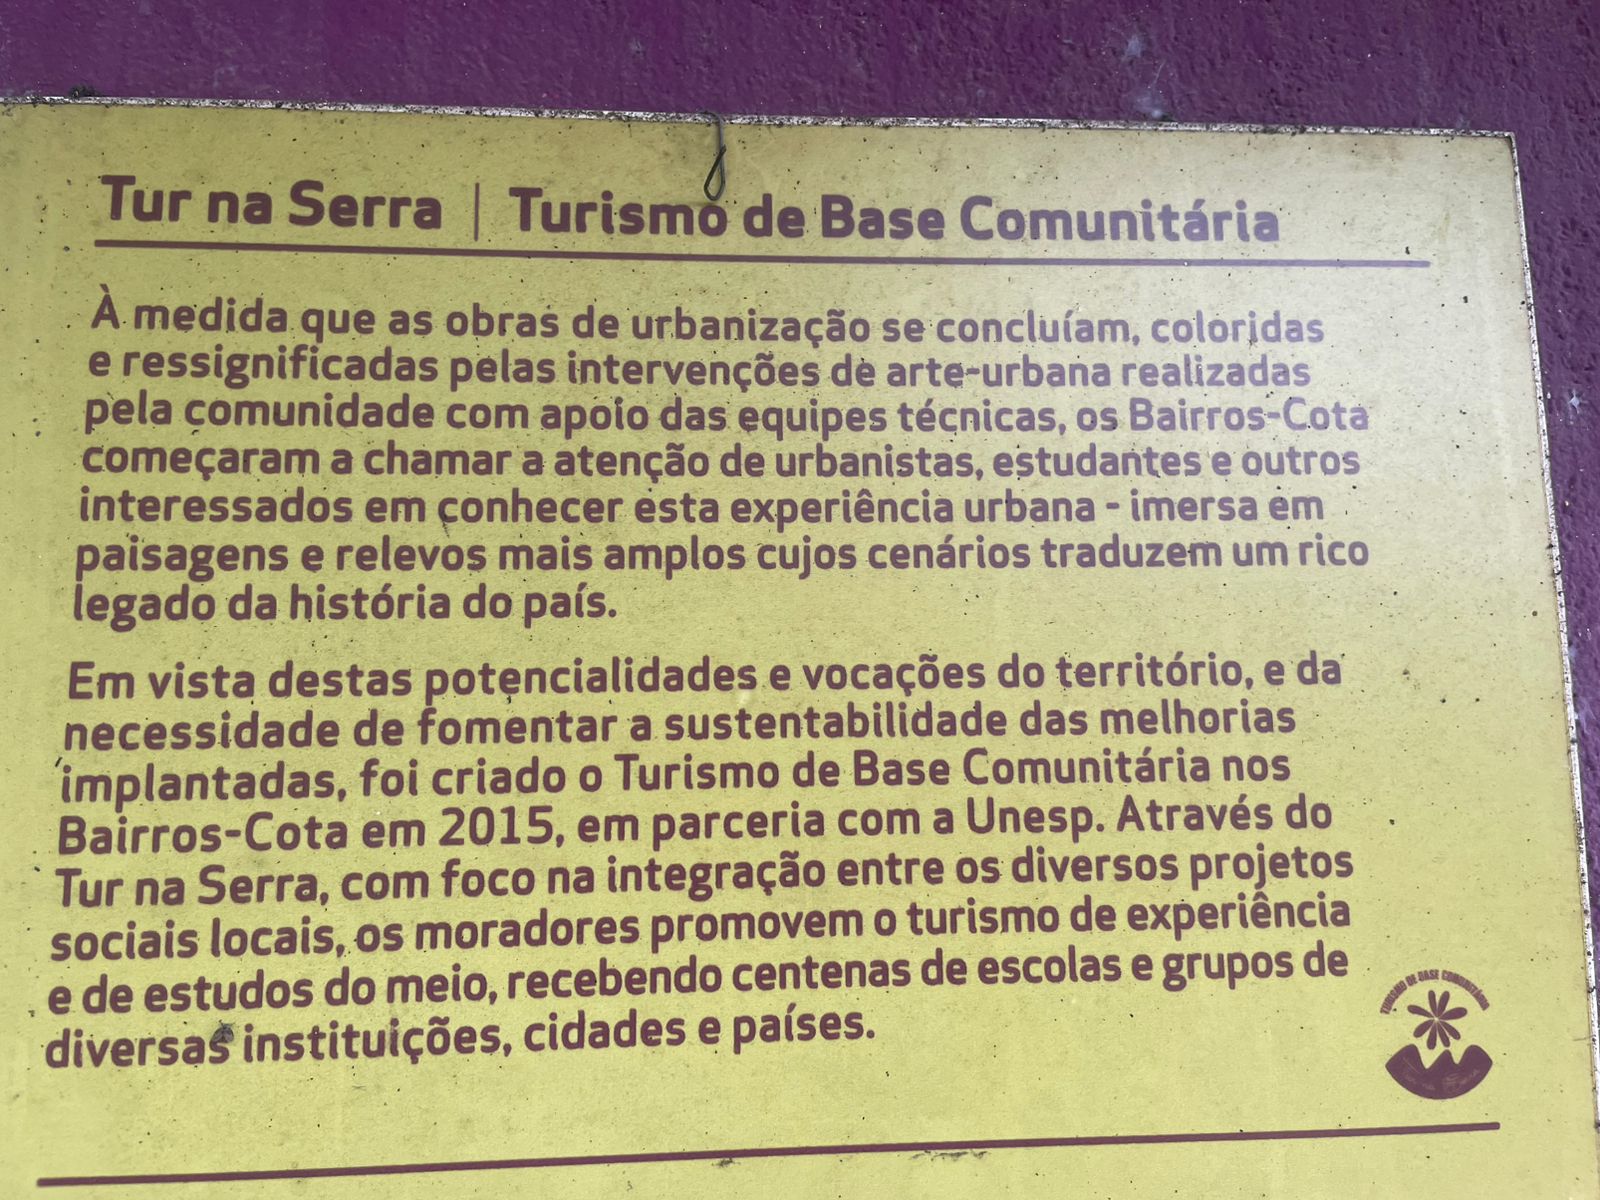 Tur na Serra | Turismo de Base Comunitária
À medida que as obras de urbanização se concluíam, coloridas
e ressignificadas pelas intervenções de arte-urbana realizadas
pela comunidade com apoio das equipes técnicas, os Bairros-Cota
começaram a chamar a atenção de urbanistas, estudantes e outros
interessados em conhecer esta experiência urbana - imersa em
paisagens e relevos mais amplos cujos cenários traduzem um rico
legado da história do país.
Em vista destas potencialidades e vocações do território, e da
necessidade de fomentar a sustentabilidade das melhorias
implantadas, foi criado o Turismo de Base Comunitária nos
Bairros-Cota em 2015, em parceria com a Unesp. Através do
Tur na Serra, com foco na integração entre os diversos projetos
sociais locais, os moradores promovem o turismo de experiência
e de estudos do meio, recebendo centenas de escolas e grupos de
diversas instituições, cidades e países.
TURISMO DE BASE COMUNITÁRIA